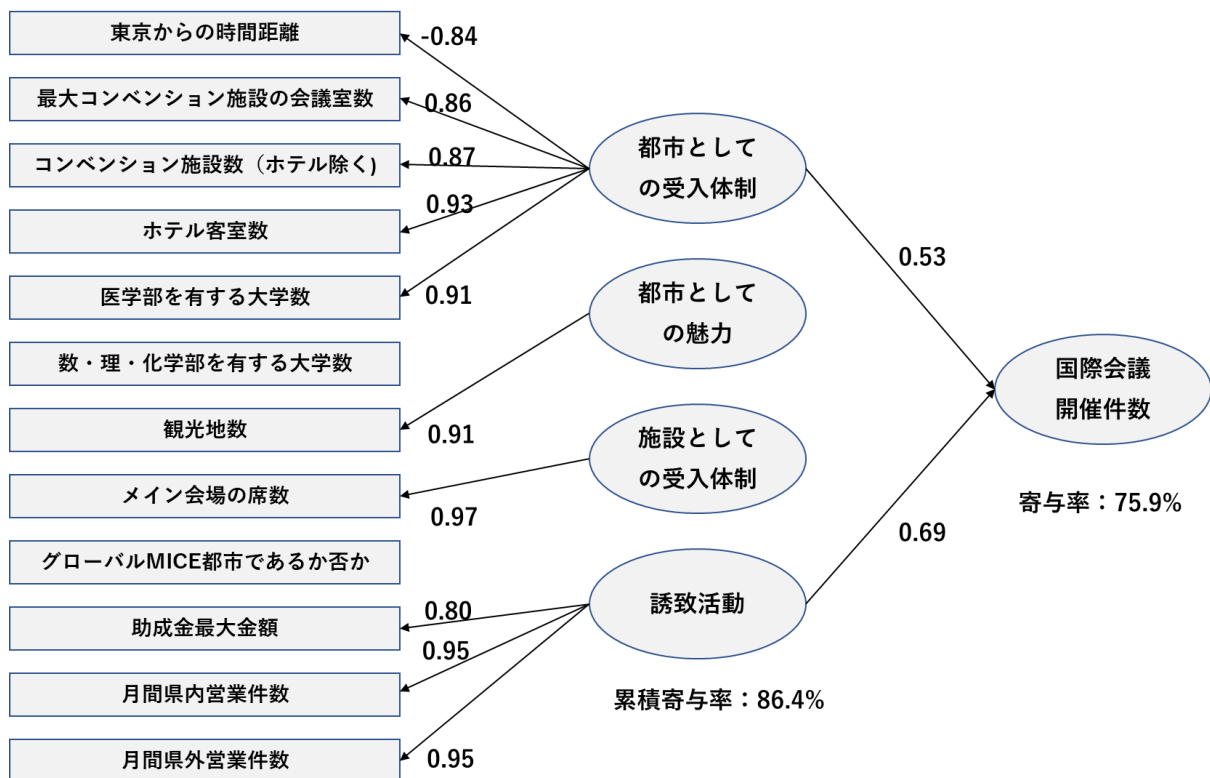 東京からの時間距離
-0.84
最大コンベンション施設の会議室数
0.86
コンベンション施設数（ホテル除く)
0.87
ホテル客室数
0.93
医学部を有する大学数
0.91
数・理・化学部を有する大学数
観光地数
0.91
メイン会場の席数
0.97
グローバルMICE都市であるか否か
助成金最大金額
0.80
月間県内営業件数
0.95
月間県外営業件数
0.95
都市として
の受入体制
都市として
の魅力
施設として
の受入体制
誘致活動
累積寄与率：86.4%
0.53
0.69
国際会議
開催件数
寄与率：75.9%